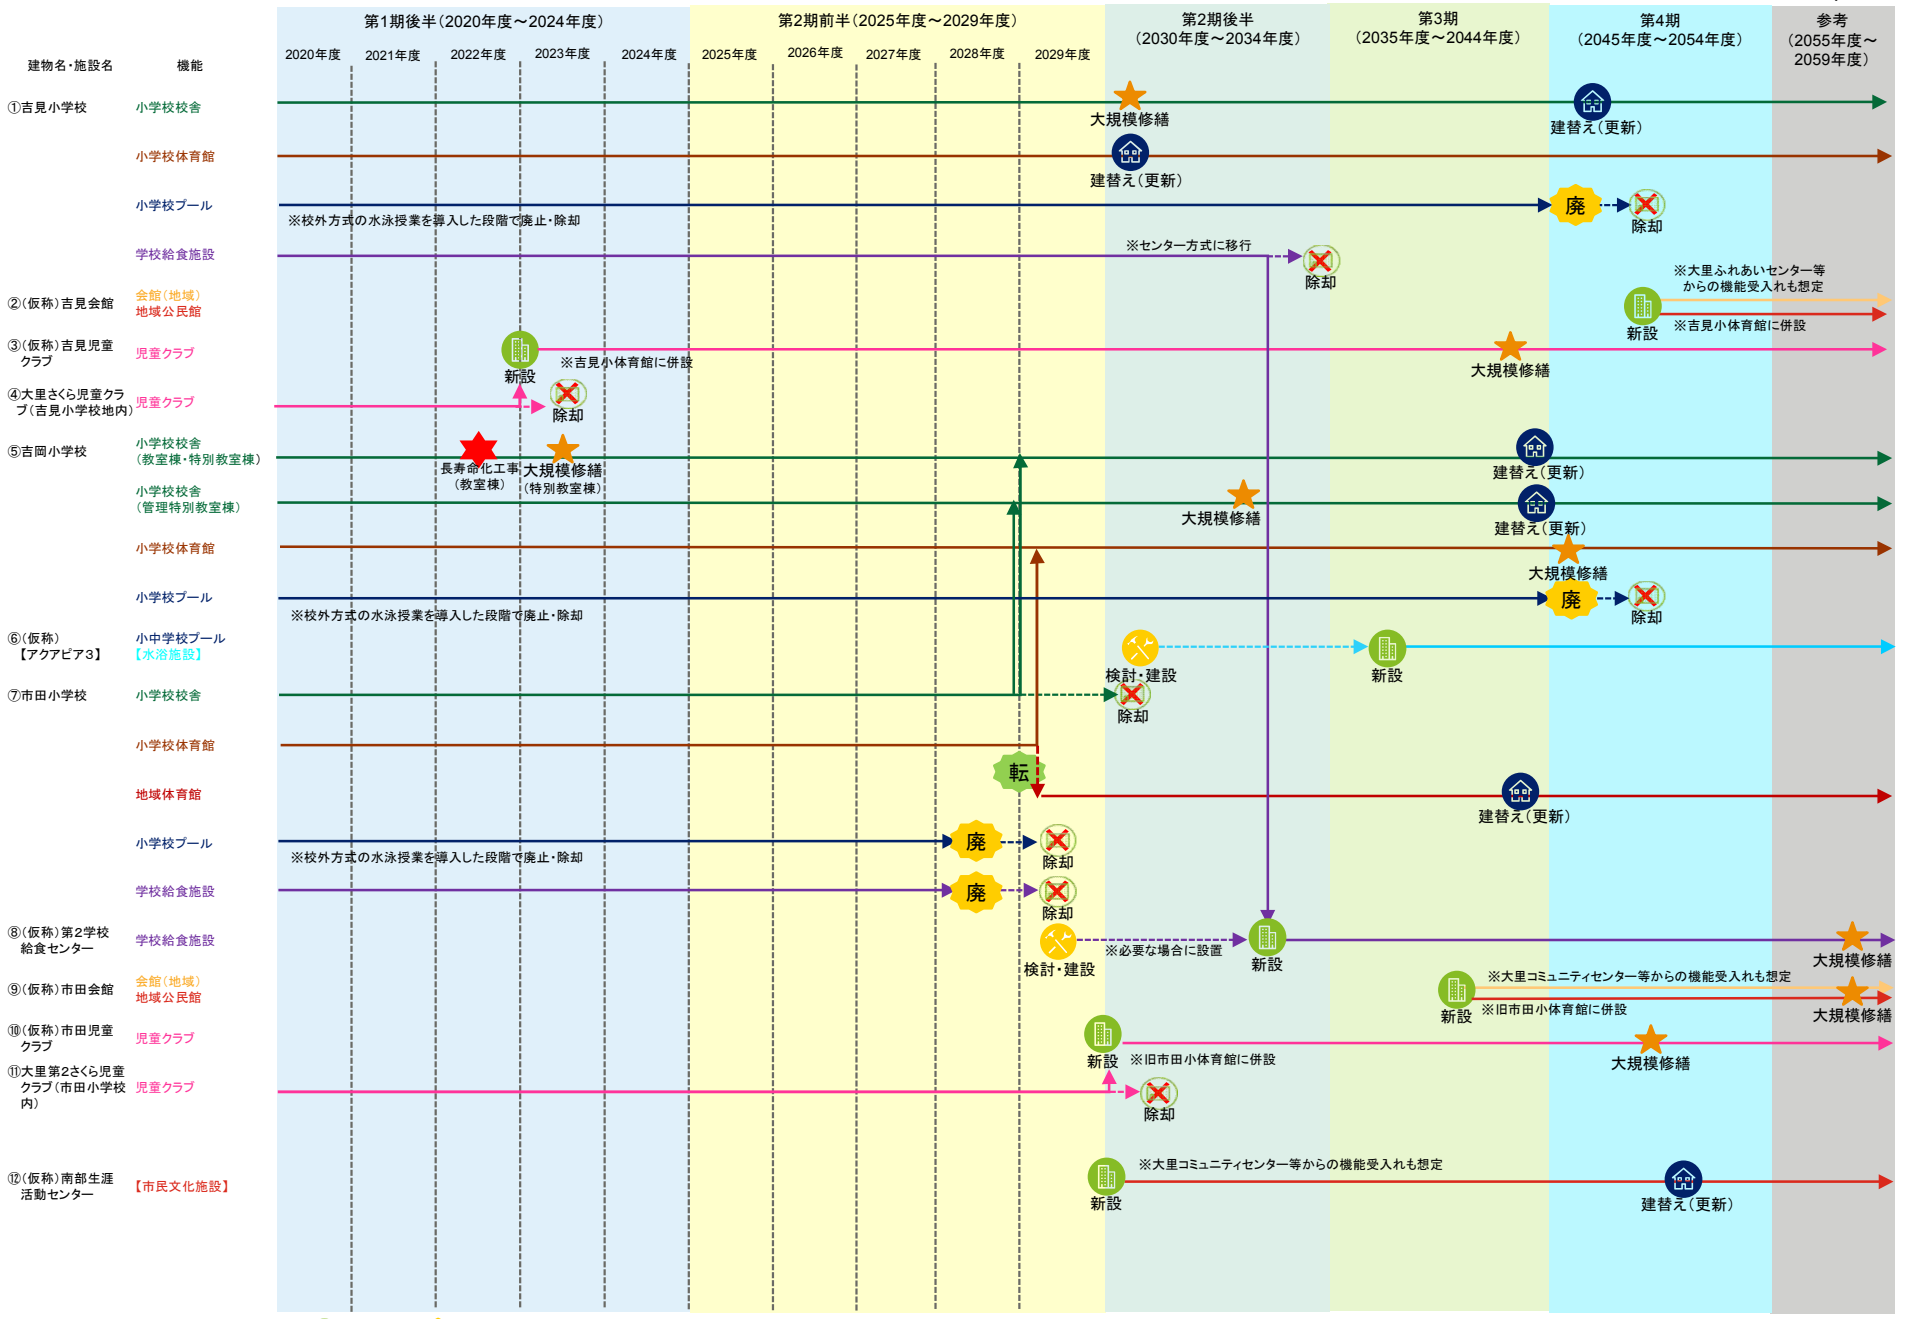 第1期後半（2020年度～2024年度）
第2期前半（2025年度～2029年度）
第2期後半
（2030年度～2034年度）
第3期
（2035年度～2044年度）
第4期
（2045年度～2054年度）
参考
（2055年度～
2059年度）
2020年度
2021年度
2022年度
2023年度
2024年度
2025年度
2026年度
2027年度
2028年度
2029年度
建物名・施設名
機能
①吉見小学校
小学校校舎
大規模修繕
建替え（更新）
小学校体育館
建替え（更新）
小学校プール
※校外方式の水泳授業を導入した段階で廃止・除却
廃
除却
学校給食施設
※センター方式に移行
除却
②（仮称）吉見会館
会館（地域）
地域公民館
※大里ふれあいセンター等
からの機能受入れも想定
新設
※吉見小体育館に併設
③（仮称）吉見児童
クラブ
児童クラブ
新設
※吉見小体育館に併設
大規模修繕
④大里さくら児童クラ
ブ（吉見小学校地内）
児童クラブ
除却
⑤吉岡小学校
小学校校舎
（教室棟・特別教室棟）
長寿命化工事
（教室棟）
大規模修繕
（特別教室棟）
建替え（更新）
小学校校舎
（管理特別教室棟）
大規模修繕
建替え（更新）
小学校体育館
大規模修繕
小学校プール
※校外方式の水泳授業を導入した段階で廃止・除却
廃
除却
⑥（仮称）
【アクアピア3】
小中学校プール
【水浴施設】
検討・建設
新設
⑦市田小学校
小学校校舎
除却
小学校体育館
転
地域体育館
建替え（更新）
小学校プール
※校外方式の水泳授業を導入した段階で廃止・除却
廃
除却
学校給食施設
廃
除却
⑧（仮称）第2学校
給食センター
学校給食施設
検討・建設
※必要な場合に設置
新設
大規模修繕
⑨（仮称）市田会館
会館（地域）
地域公民館
※大里コミュニティセンター等からの機能受入れも想定
新設
※旧市田小体育館に併設
大規模修繕
⑩（仮称）市田児童
クラブ
児童クラブ
新設
※旧市田小体育館に併設
大規模修繕
⑪大里第2さくら児童
クラブ（市田小学校
内）
児童クラブ
除却
⑫（仮称）南部生涯
活動センター
【市民文化施設】
新設
※大里コミュニティセンター等からの機能受入れも想定
建替え（更新）